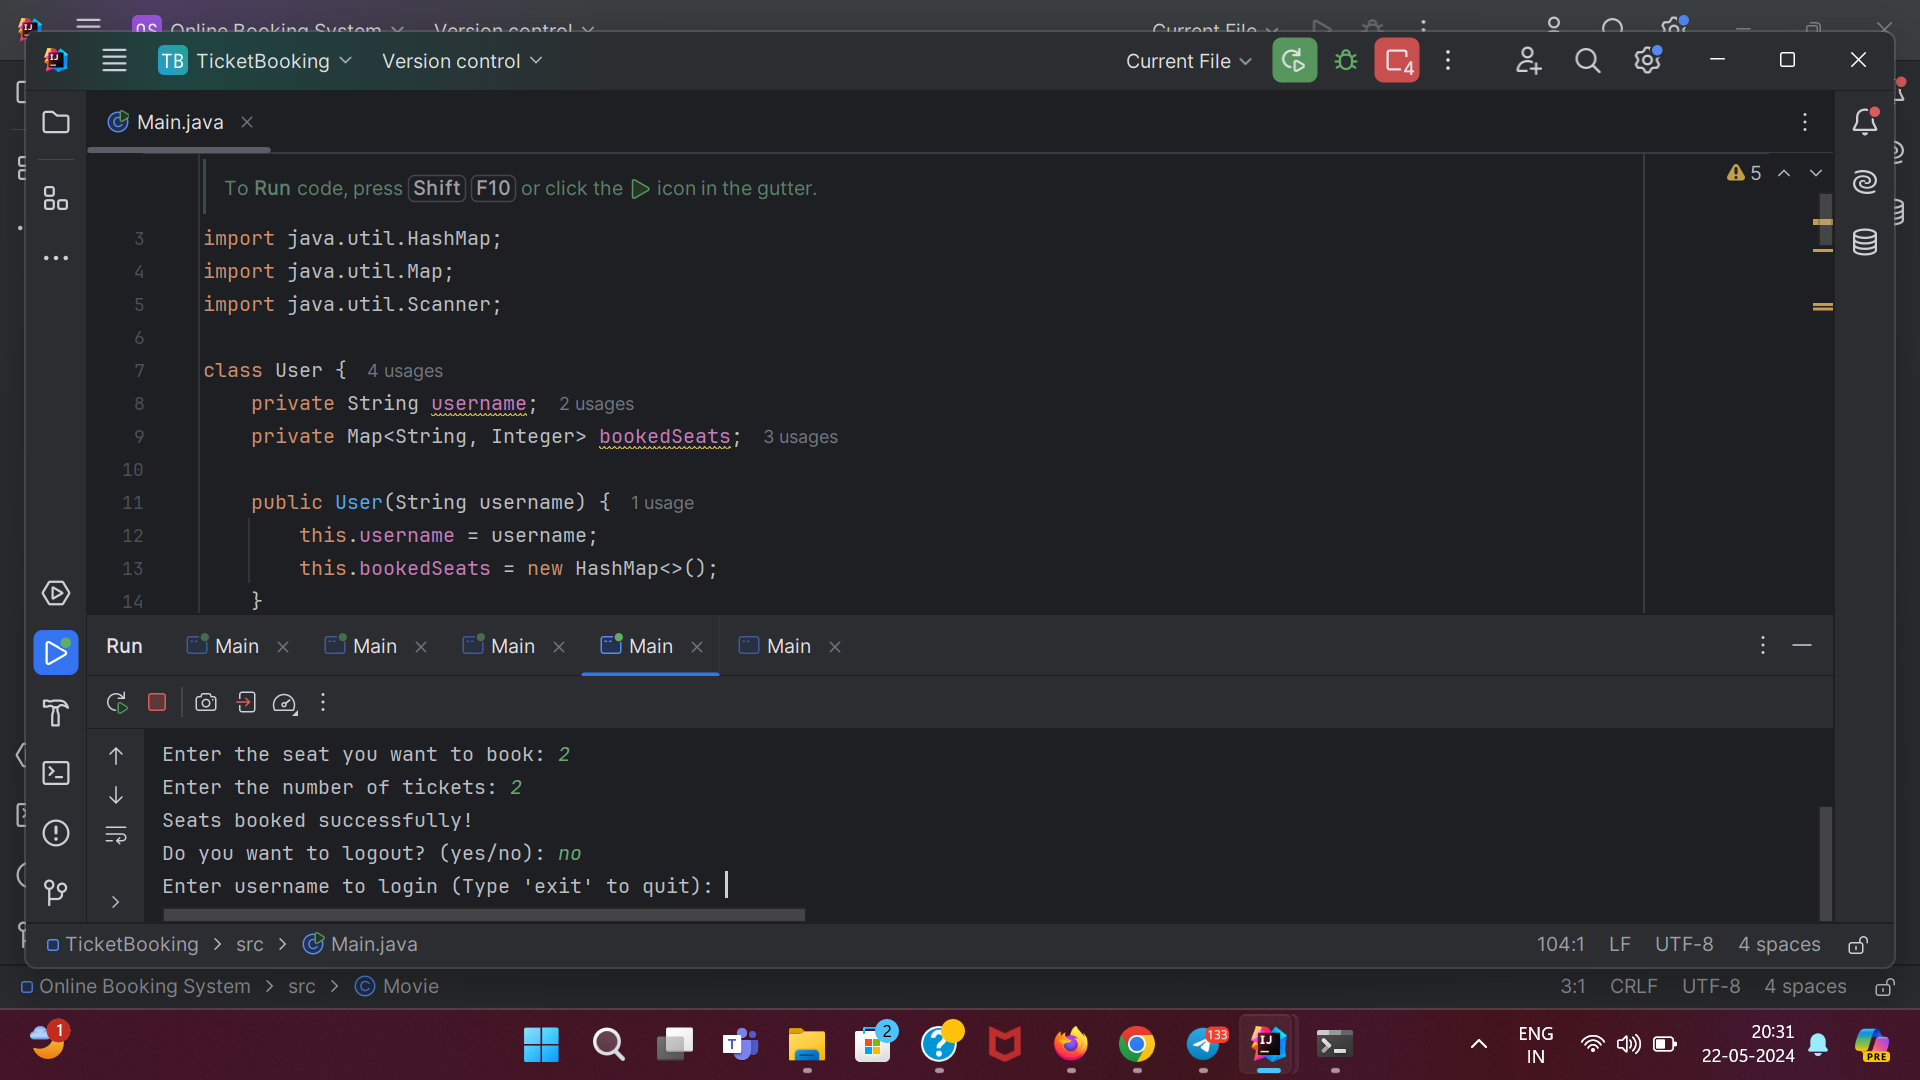 OS Online Booking System Version control Current File
TB TicketBooking Version control Current File 4
Main.java
To Run code, press Shift F10 or click the icon in the gutter.
5
3 import java.util.HashMap;
4 import java.util.Map;
5 import java.util.Scanner;
6
7 class User { 4 usages
8 private String username; 2 usages
9 private Map<String, Integer> bookedSeats; 3 usages
10
11 public User(String username) { 1 usage
12 this.username = username;
13 this.bookedSeats = new HashMap<>();
14 }
Run Main Main Main Main Main
Enter the seat you want to book: 2
Enter the number of tickets: 2
Seats booked successfully!
Do you want to logout? (yes/no): no
Enter username to login (Type 'exit' to quit):
TicketBooking > src > Main.java 104:1 LF UTF-8 4 spaces
Online Booking System > src > Movie 3:1 CRLF UTF-8 4 spaces
1
2
133
ENG
IN
20:31
22-05-2024
PRE